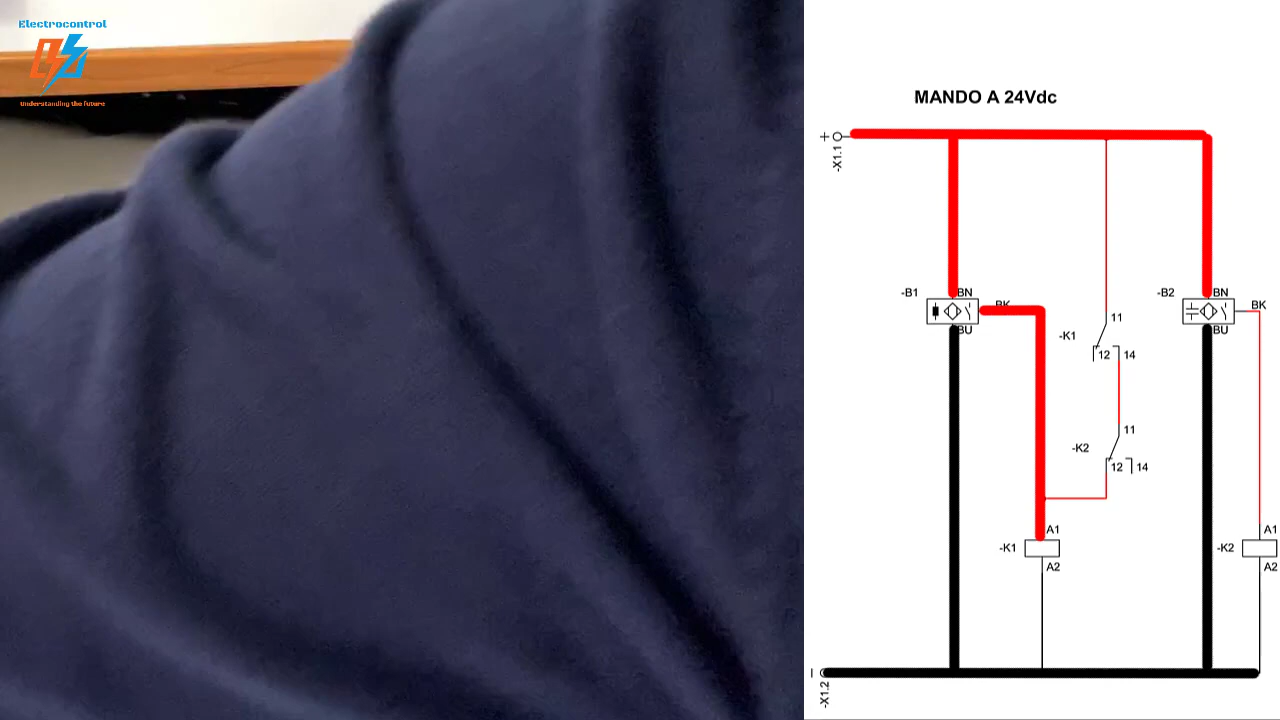 Electrocontrol
Understanding the future
MANDO A 24Vdc
+
-X1.1
-B1
BN
BK
BU
-K1
11
12
14
-K2
11
12
14
-B2
BN
BK
BU
-K1
A1
A2
-K2
A1
A2
-X1.2